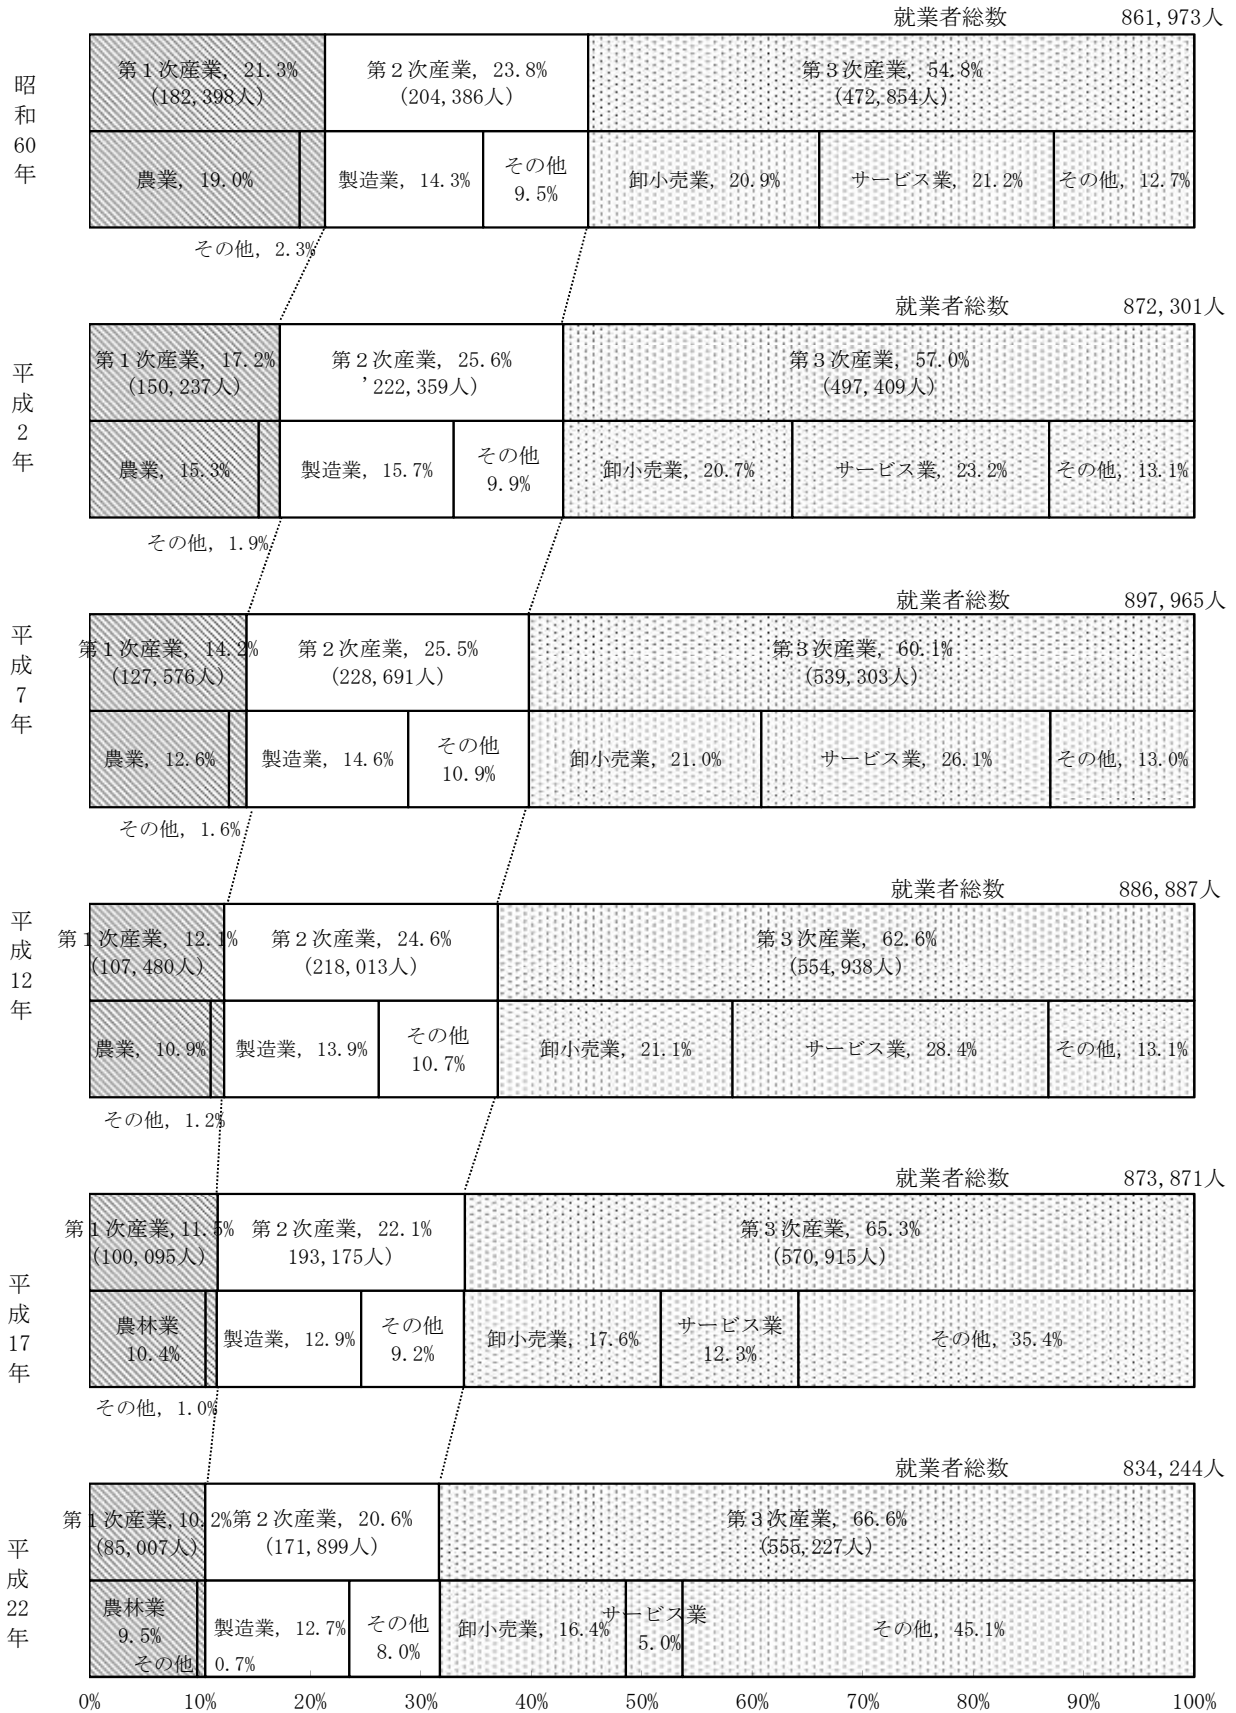 就業者総数 861,973人
昭和60年
第１次産業, 21.3%
(182,398人)
第２次産業, 23.8%
(204,386人)
第３次産業, 54.8%
(472,854人)
農業, 19.0%
製造業, 14.3%
その他
9.5%
卸小売業, 20.9%
サービス業, 21.2%
その他, 12.7%
その他, 2.3%
就業者総数 872,301人
平成2年
第１次産業, 17.2%
(150,237人)
第２次産業, 25.6%
’222,359人)
第３次産業, 57.0%
(497,409人)
農業, 15.3%
製造業, 15.7%
その他
9.9%
卸小売業, 20.7%
サービス業, 23.2%
その他, 13.1%
その他, 1.9%
就業者総数 897,965人
平成7年
第１次産業, 14.2%
(127,576人)
第２次産業, 25.5%
(228,691人)
第３次産業, 60.1%
(539,303人)
農業, 12.6%
製造業, 14.6%
その他
10.9%
卸小売業, 21.0%
サービス業, 26.1%
その他, 13.0%
その他, 1.6%
就業者総数 886,887人
平成12年
第１次産業, 12.1%
(107,480人)
第２次産業, 24.6%
(218,013人)
第３次産業, 62.6%
(554,938人)
農業, 10.9%
製造業, 13.9%
その他
10.7%
卸小売業, 21.1%
サービス業, 28.4%
その他, 13.1%
その他, 1.2%
就業者総数 873,871人
平成17年
第１次産業,11.5%
(100,095人)
第２次産業, 22.1%
193,175人)
第３次産業, 65.3%
(570,915人)
農林業
10.4%
製造業, 12.9%
その他
9.2%
卸小売業, 17.6%
サービス業
12.3%
その他, 35.4%
その他, 1.0%
就業者総数 834,244人
平成22年
第１次産業,10.2%
(85,007人)
第２次産業, 20.6%
(171,899人)
第３次産業, 66.6%
(555,227人)
農林業
9.5%
その他 0.7%
製造業, 12.7%
その他
8.0%
卸小売業, 16.4%
サービス業
5.0%
その他, 45.1%
0% 10% 20% 30% 40% 50% 60% 70% 80% 90% 100%